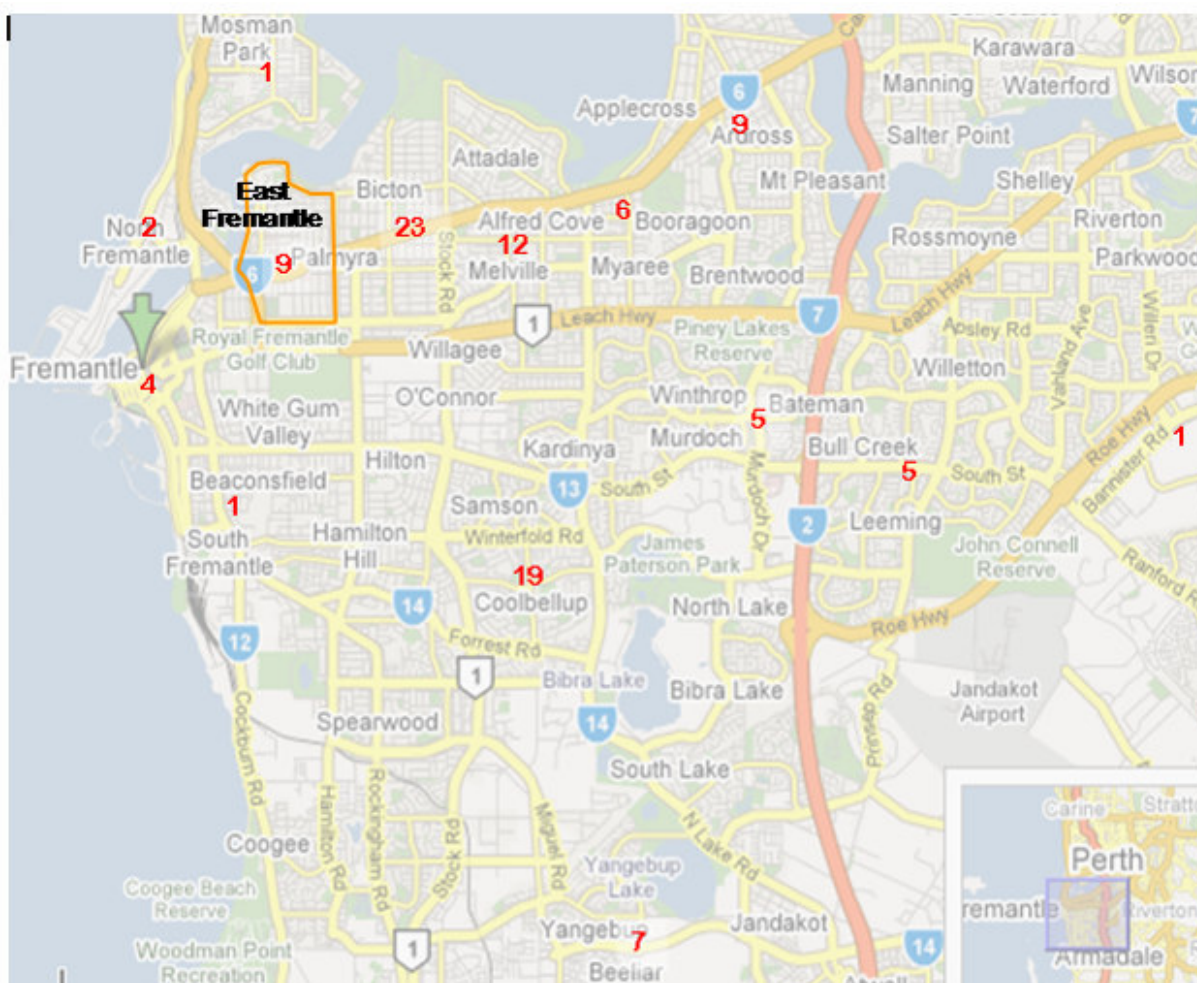 Mosman
Park
1
Karawara
Manning
Waterford
Wilson
6
Applecross
9
Ardross
7
Salter Point
Attadale
Mt Pleasant
Shelley
East
Fremantle
Bicton
2
North
Fremantle
23
Alfred Cove
6
Booragoon
Riverton
Rossmoyne
12
Stock Rd
9
Palmyra
6
Melville
Myaree
Brentwood
Parkwood
1
Leach Hwy
7
Leach Hwy
Piney Lakes
Reserve
Apsley Rd
Vahland Ave
Willeri Dr
Royal Fremantle
Golf Club
Willagee
Willetton
Fremantle
4
O'Connor
Winthrop
5
Bateman
White Gum
Valley
Murdoch
Bull Creek
Roe Hwy
1
Bannister Rd
Kardinya
Hilton
5
South St
Beaconsfield
13
South St
Murdoch Dr
1
Samson
2
Leeming
South
Fremantle
Hamilton
Hill
Winterfold Rd
James
Paterson Park
John Connell
Reserve
19
Coolbellup
Ranford R
14
North Lake
Roe Hwy
12
Forrest Rd
1
Bibra Lake
Bibra Lake
Jandakot
Airport
Prinsep Rd
Spearwood
14
Cockburn Rd
South Lake
Hamilton Rd
Rockingham Rd
Stock Rd
Miguel Rd
N Lake Rd
Carine
Stratt
Coogee
Perth
Yangebup
Lake
Coogee Beach
Reserve
remantle
Riverton
Yangebup
7
Jandakot
1
14
Woodman Point
Recreation
Beeliar
Armadale